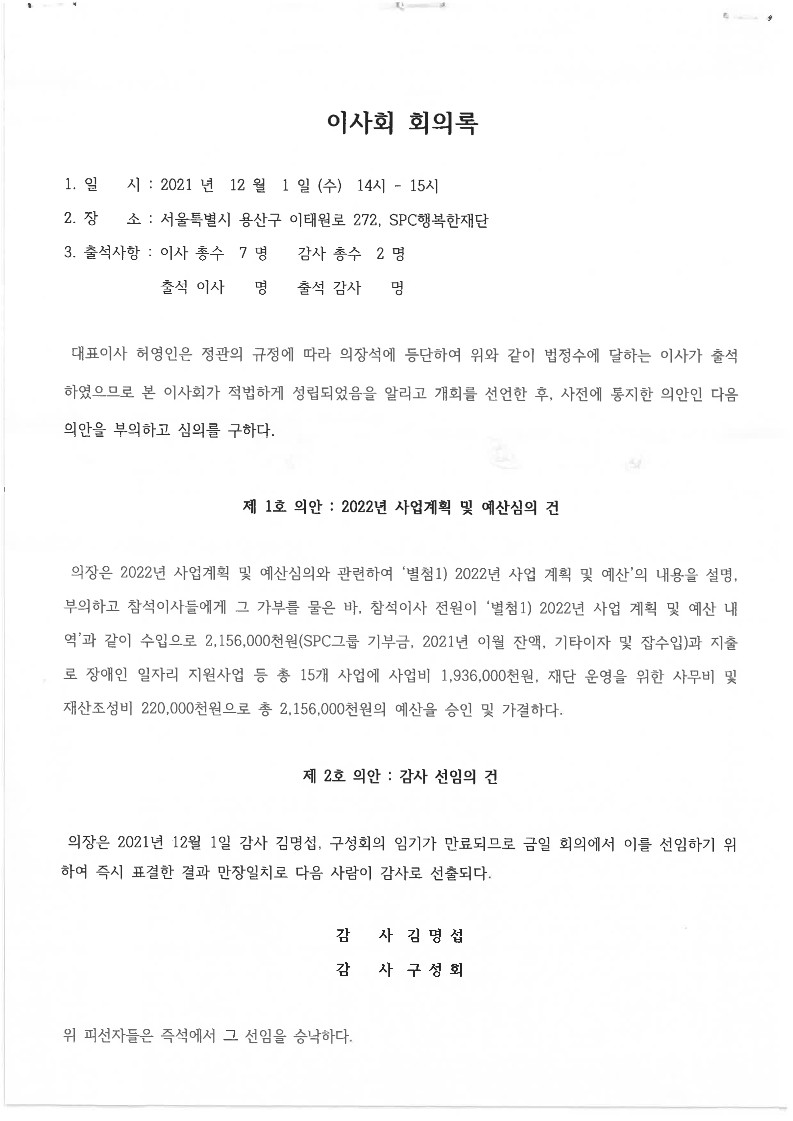 이사회 회의록
1. 일 시 : 2021 년 12 월 1 일 (수) 14시 - 15시
2. 장 소 : 서울특별시 용산구 이태원로 272, SPC행복한재단
3. 출석사항 : 이사 총수 7 명 감사 총수 2 명
출석 이사 명 출석 감사 명
대표이사 허영인은 정관의 규정에 따라 의장석에 등단하여 위와 같이 법정수에 달하는 이사가 출석
하였으므로 본 이사회가 적법하게 성립되었음을 알리고 개회를 선언한 후, 사전에 통지한 의안인 다음
의안을 부의하고 심의를 구하다.
제 1호 의안 : 2022년 사업계획 및 예산심의 건
의장은 2022년 사업계획 및 예산심의와 관련하여 ‘별첨1) 2022년 사업 계획 및 예산’의 내용을 설명,
부의하고 참석이사들에게 그 가부를 물은 바, 참석이사 전원이 ‘별첨1) 2022년 사업 계획 및 예산 내
역’과 같이 수입으로 2,156,000천원(SPC그룹 기부금, 2021년 이월 잔액, 기타이자 및 잡수입)과 지출
로 장애인 일자리 지원사업 등 총 15개 사업에 사업비 1,936,000천원, 재단 운영을 위한 사무비 및
재산조성비 220,000천원으로 총 2,156,000천원의 예산을 승인 및 가결하다.
제 2호 의안 : 감사 선임의 건
의장은 2021년 12월 1일 감사 김명섭, 구성회의 임기가 만료되므로 금일 회의에서 이를 선임하기 위
하여 즉시 표결한 결과 만장일치로 다음 사람이 감사로 선출되다.
감 사 김 명 섭
감 사 구 성 회
위 피선자들은 즉석에서 그 선임을 승낙하다.